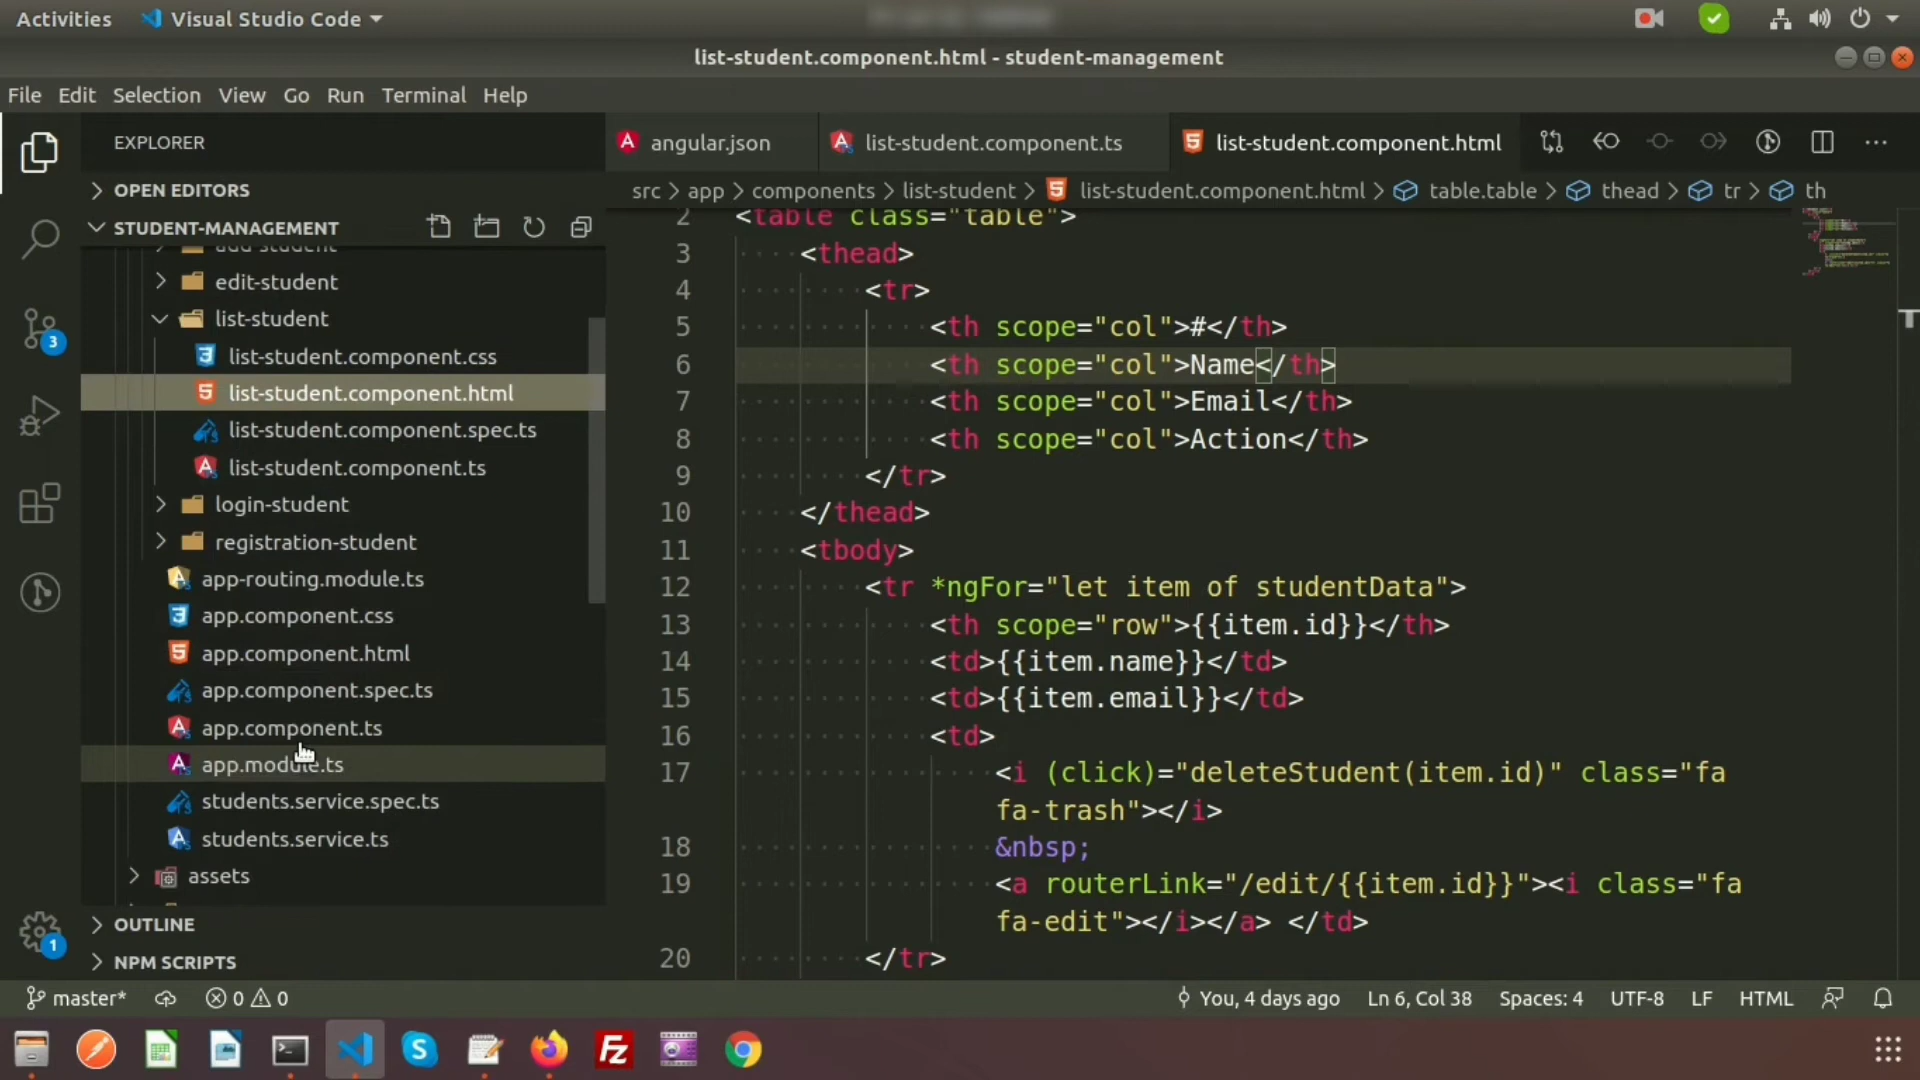 Activities Visual Studio Code
list-student.component.html - student-management
File Edit Selection View Go Run Terminal Help
EXPLORER
OPEN EDITORS
STUDENT-MANAGEMENT
add-student
edit-student
list-student
list-student.component.css
list-student.component.html
list-student.component.spec.ts
list-student.component.ts
login-student
registration-student
app-routing.module.ts
app.component.css
app.component.html
app.component.spec.ts
app.component.ts
app.module.ts
students.service.spec.ts
students.service.ts
assets
OUTLINE
NPM SCRIPTS
3
1
angular.json list-student.component.ts list-student.component.html
src > app > components > list-student > list-student.component.html > table.table > thead > tr > th
2 <table class="table">
3 <thead>
4 <tr>
5 <th scope="col">#</th>
6 <th scope="col">Name</th>
7 <th scope="col">Email</th>
8 <th scope="col">Action</th>
9 </tr>
10 </thead>
11 <tbody>
12 <tr *ngFor="let item of studentData">
13 <th scope="row">{{item.id}}</th>
14 <td>{{item.name}}</td>
15 <td>{{item.email}}</td>
16 <td>
17 <i (click)="deleteStudent(item.id)" class="fa
fa-trash"></i>
18 &nbsp;
19 <a routerLink="/edit/{{item.id}}"><i class="fa
fa-edit"></i></a> </td>
20 </tr>
master* 0 0 You, 4 days ago Ln 6, Col 38 Spaces: 4 UTF-8 LF HTML